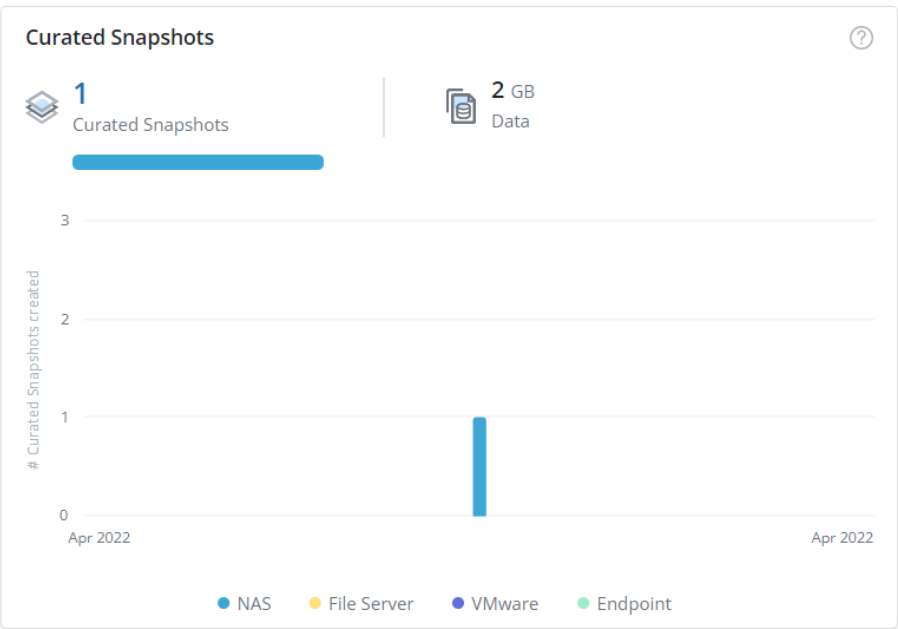 Curated Snapshots
?
1
Curated Snapshots
2 GB
Data
# Curated Snapshots created
3
2
1
0
Apr 2022
Apr 2022
NAS
File Server
VMware
Endpoint